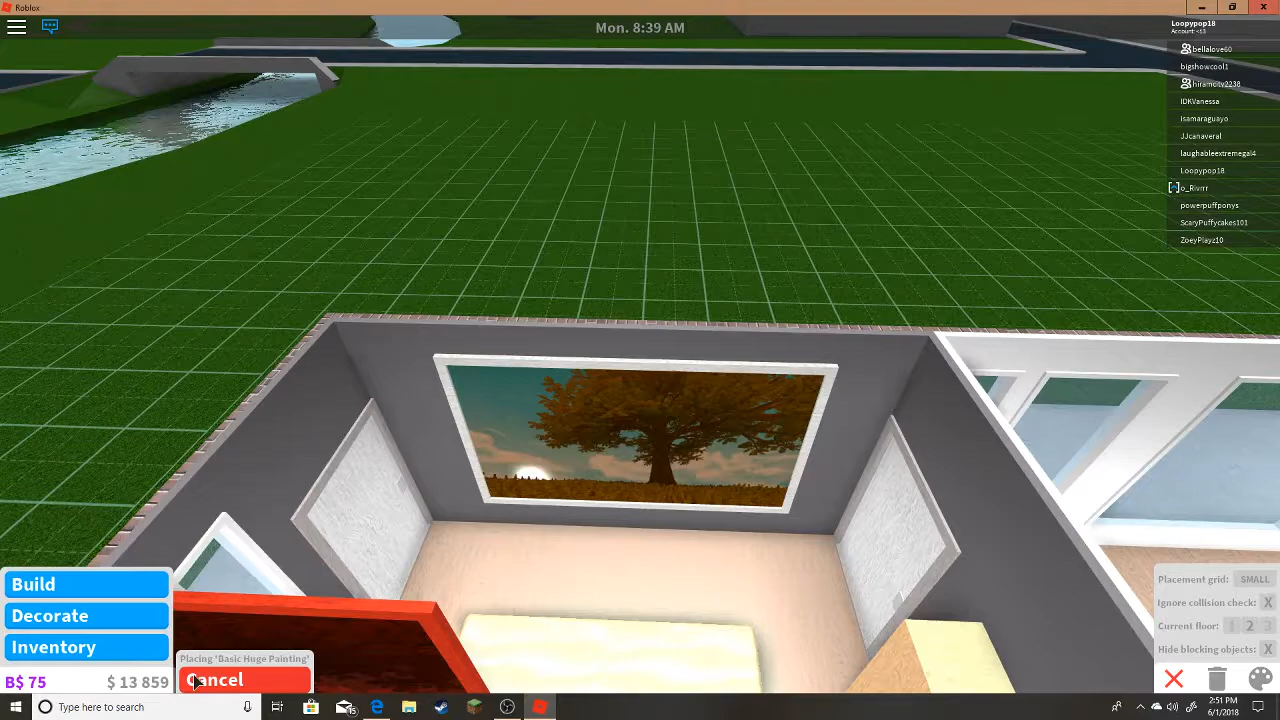 Roblox
Mon. 8:39 AM
Loopypop18
Account: <13
bellalove60
bigshowcool1
hiramcitv2238
IDKVanessa
isamaraguayo
JJcanaveral
laughableextremegal4
Loopypop18
o_Rivrrr
powerpuffponys
ScaryPuffycakes101
ZoeyPlayz10
Build
Decorate
Inventory
B$ 75
$ 13 859
Placing 'Basic Huge Painting'
Cancel
Placement grid: SMALL
Ignore collision check: X
Current floor: 1 2 3
Hide blocking objects: X
Type here to search
2:51 PM
6/1/2018